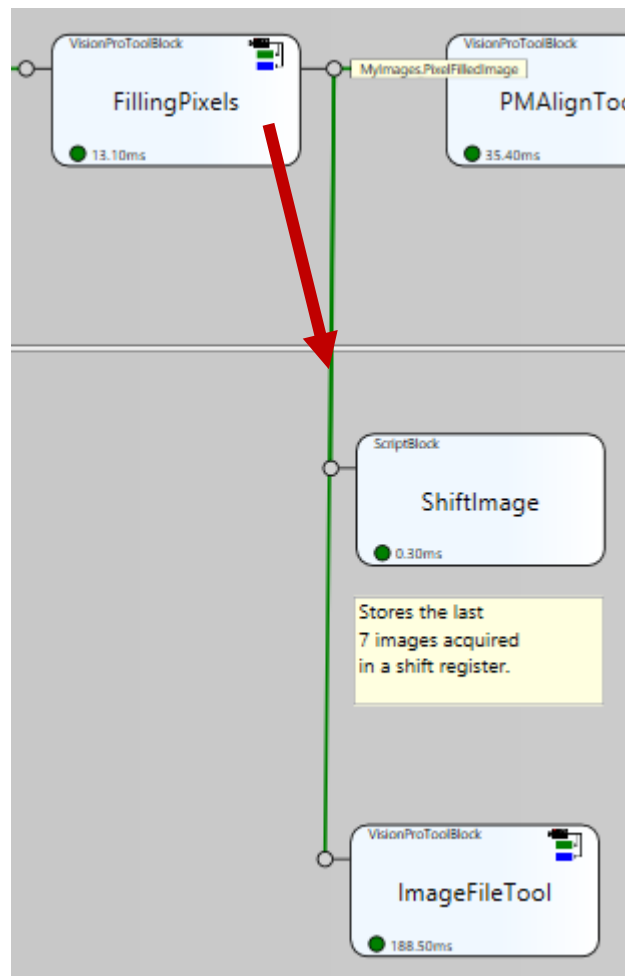 VisionProToolBlock
FillingPixels
13.10ms
MyImages.PixelFilledImage
VisionProToolBlock
PMAlignToo
35.40ms
ScriptBlock
ShiftImage
0.30ms
Stores the last
7 images acquired
in a shift register.
VisionProToolBlock
ImageFileTool
188.50ms